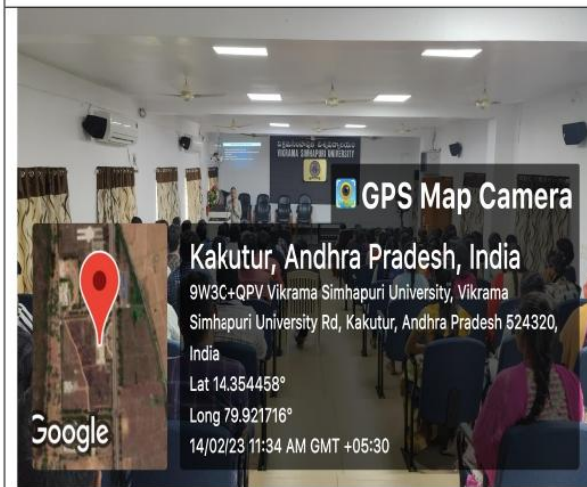 VIKRAMA SIMHAPURI UNIVERSITY
GPS Map Camera
Kakutur, Andhra Pradesh, India
9W3C+QPV Vikrama Simhapuri University, Vikrama
Simhapuri University Rd, Kakutur, Andhra Pradesh 524320,
India
Lat 14.354458°
Long 79.921716°
14/02/23 11:34 AM GMT +05:30
Google